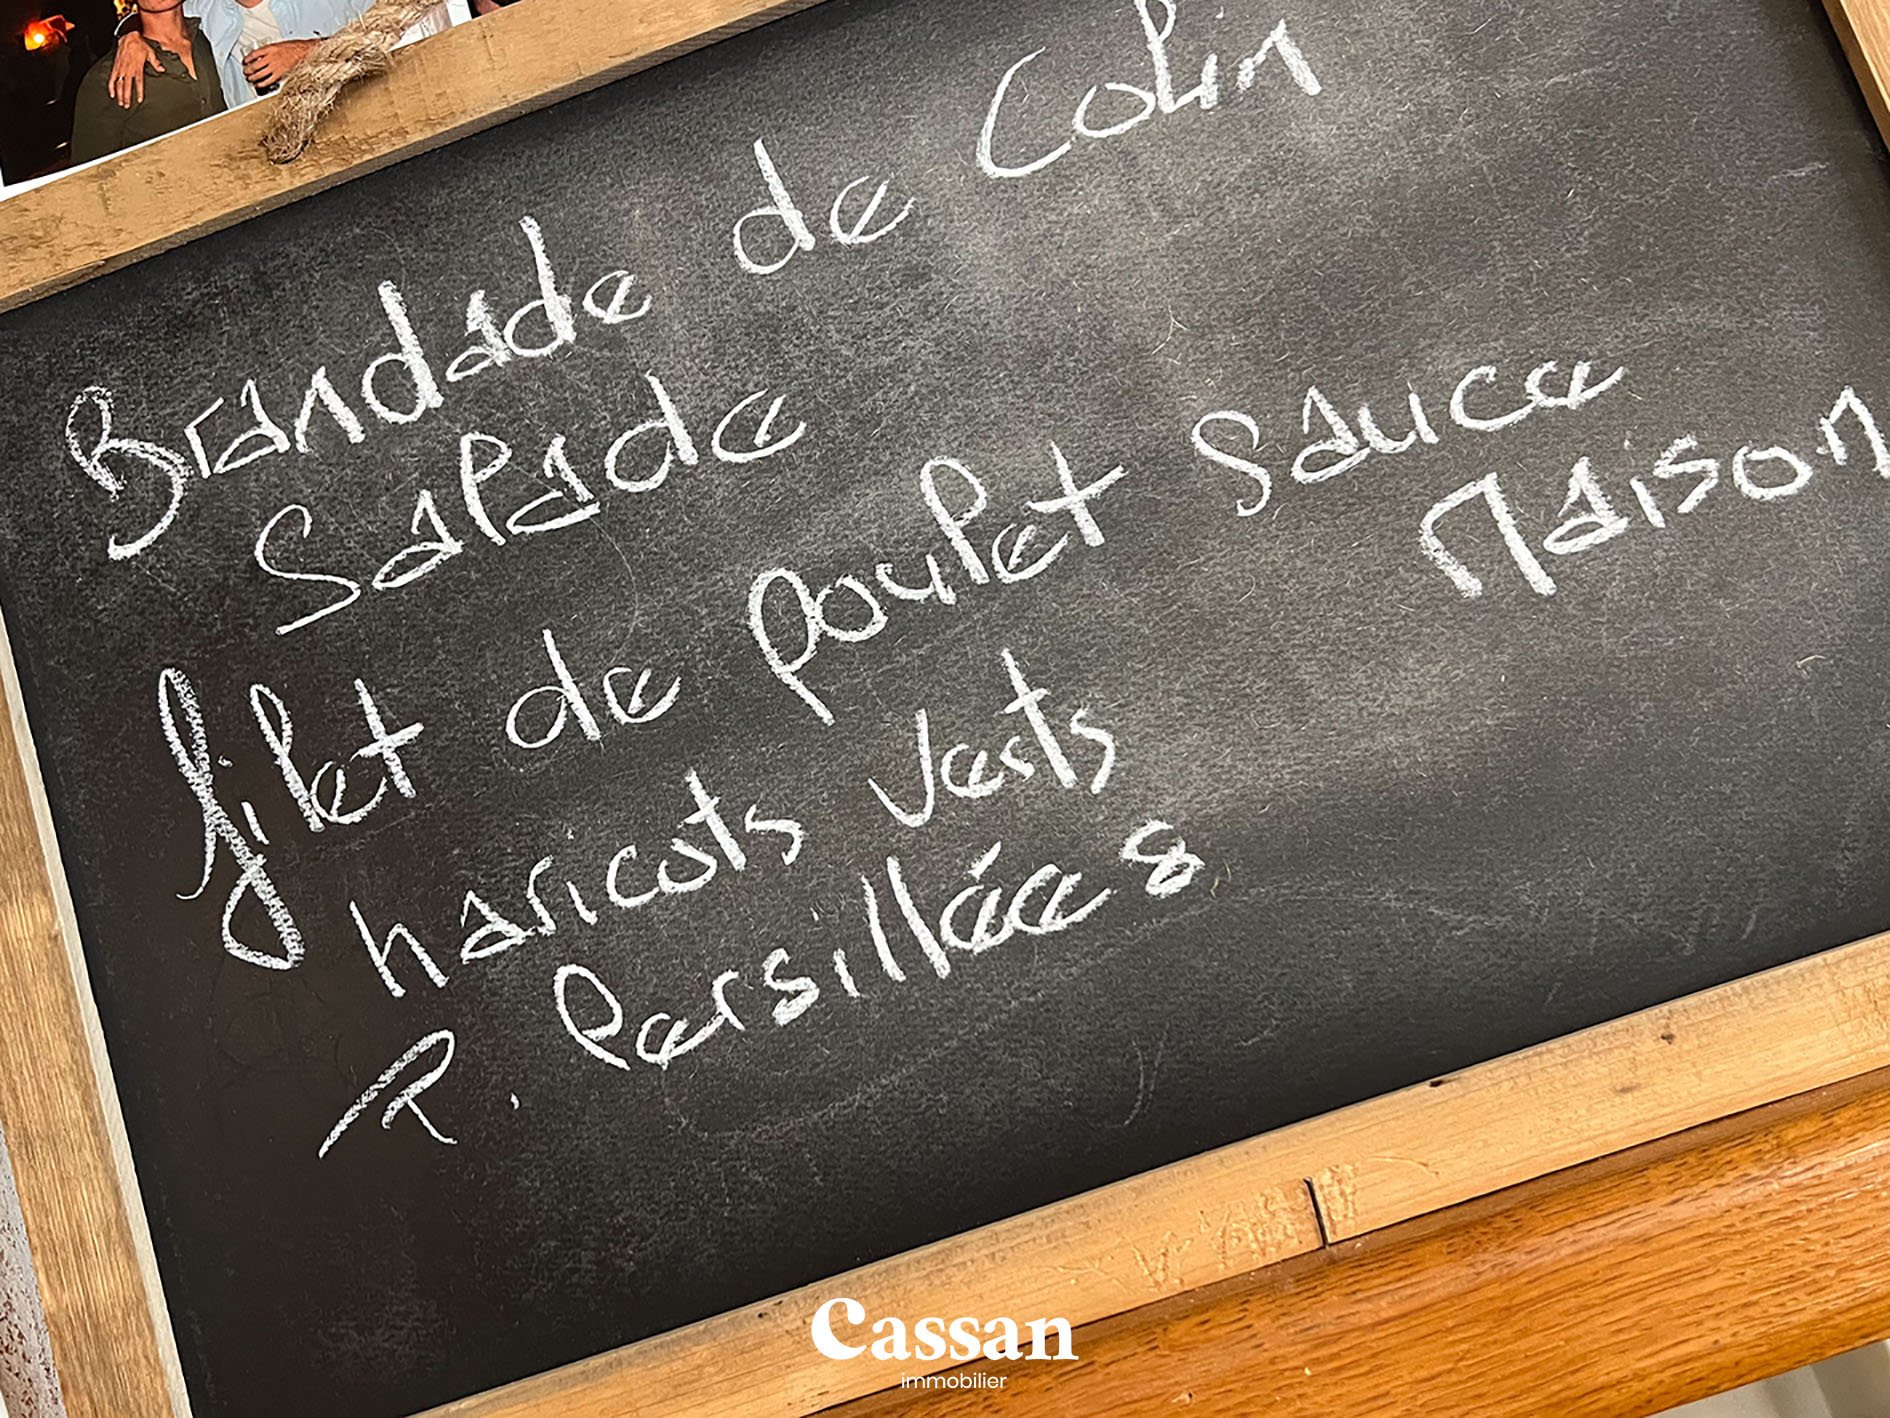 Brandade de Colin
Salade
filet de poulet Sauce
Maison
haricots verts
P. Persillées
Cassan
immobilier